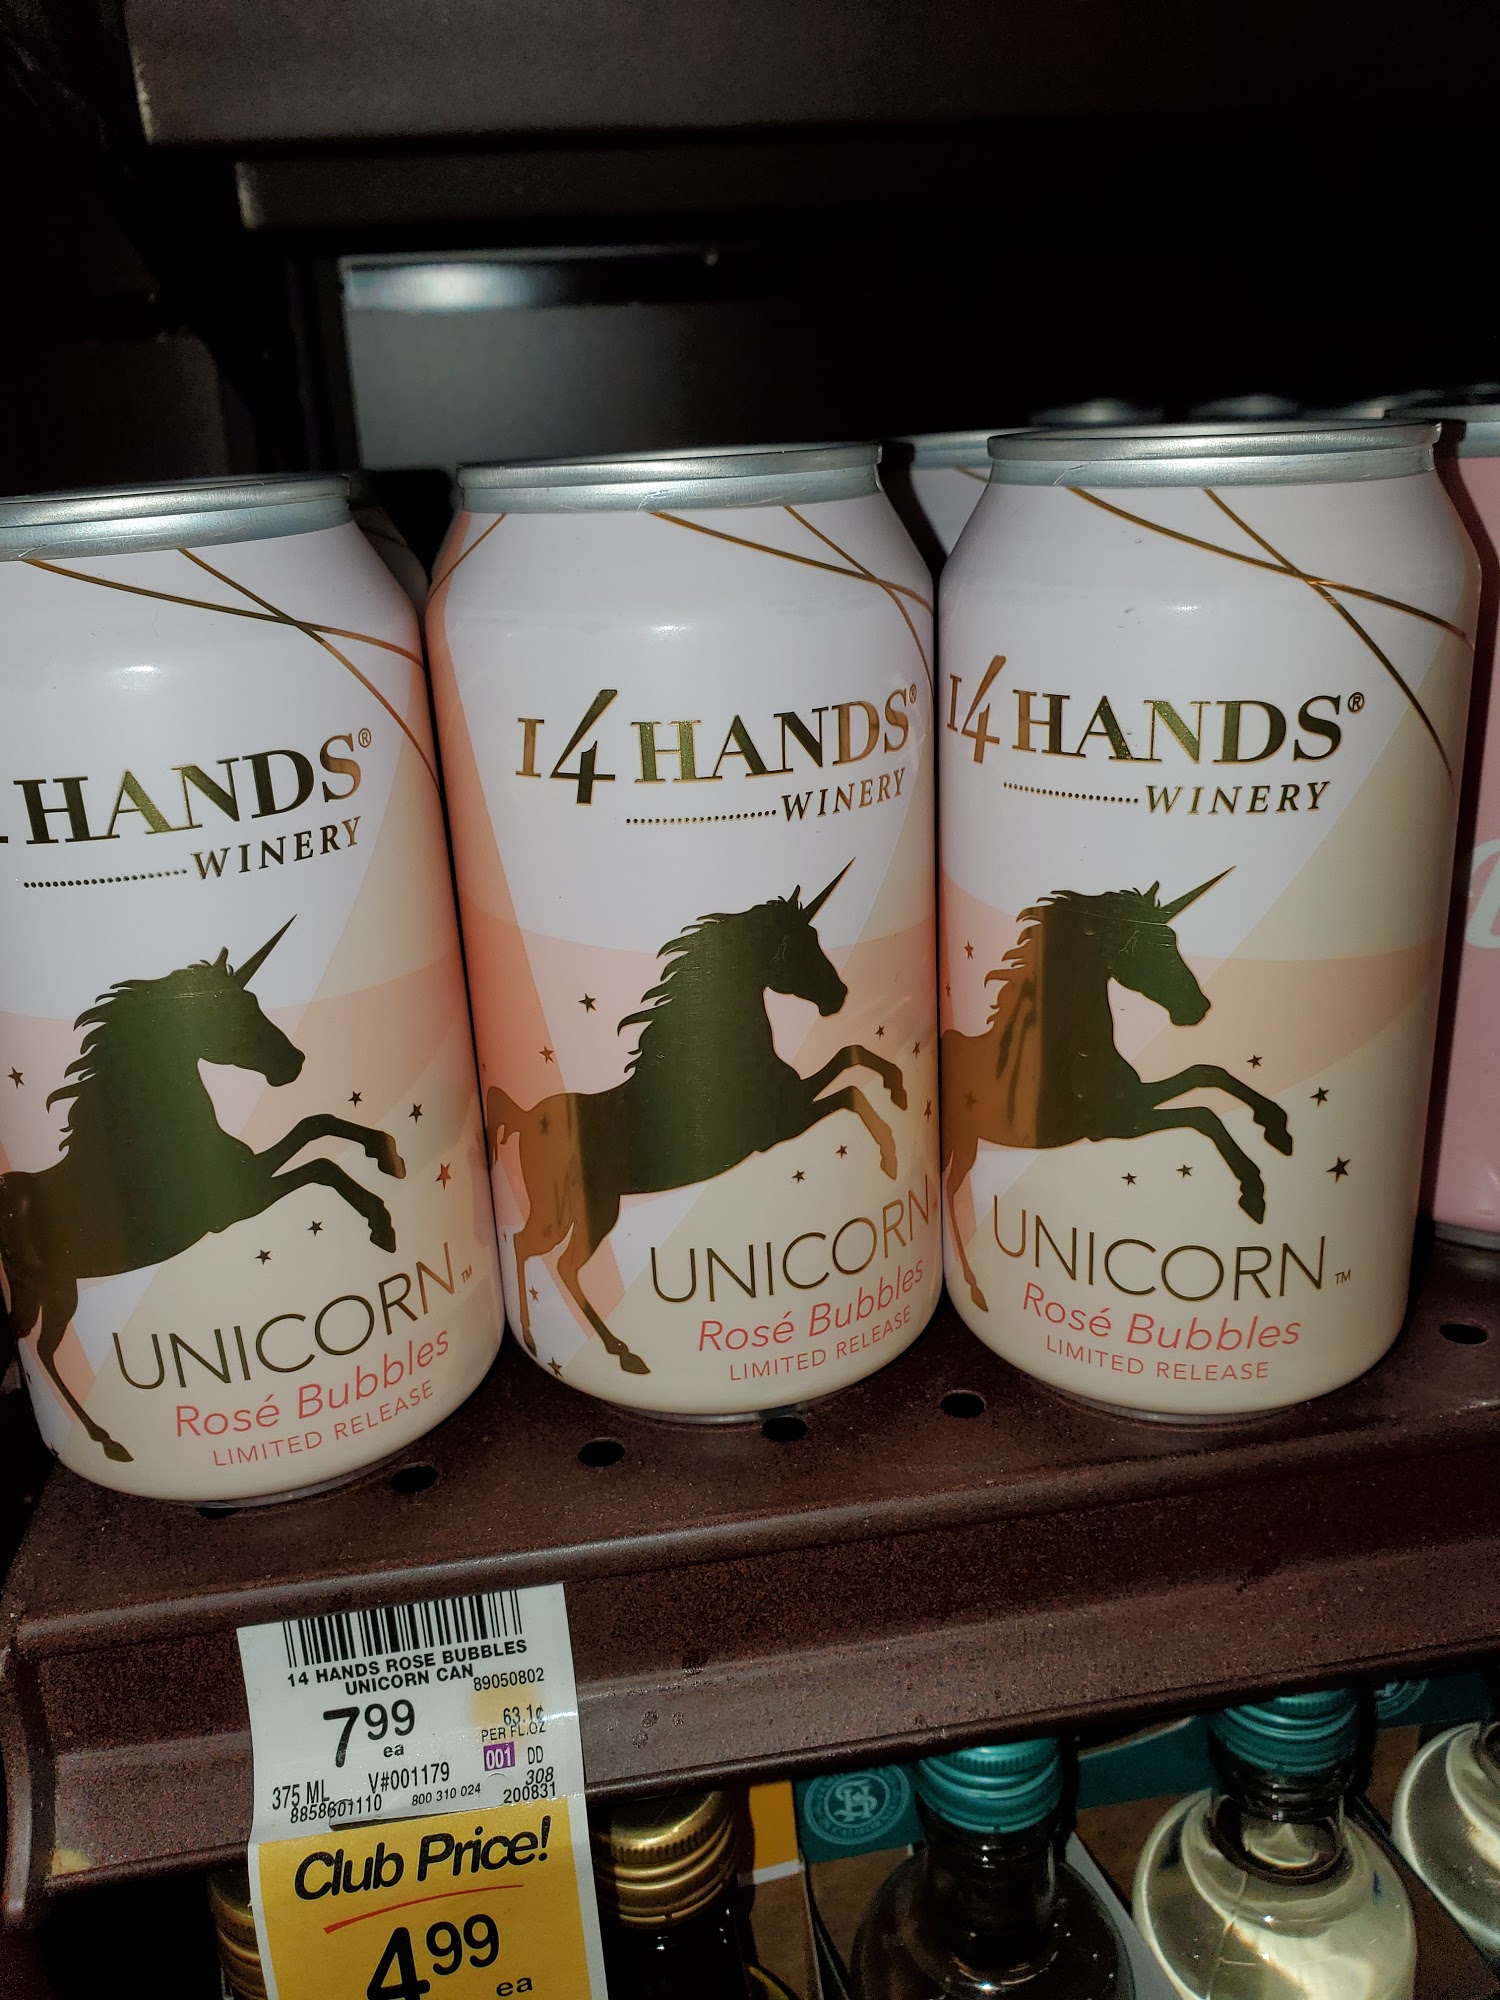 HANDS®
WINERY
UNICORN™
Rosé Bubbles
LIMITED RELEASE
14 HANDS®
WINERY
UNICORN
Rosé Bubbles
LIMITED RELEASE
14 HANDS®
WINERY
UNICORN™
Rosé Bubbles
LIMITED RELEASE
14 HANDS ROSE BUBBLES
UNICORN CAN
89050802
799
ea
63.1¢
PER FL.OZ
001 DD
308
375 ML
V#001179
8858601110
800 310 024
200831
Club Price!
4.99
ea